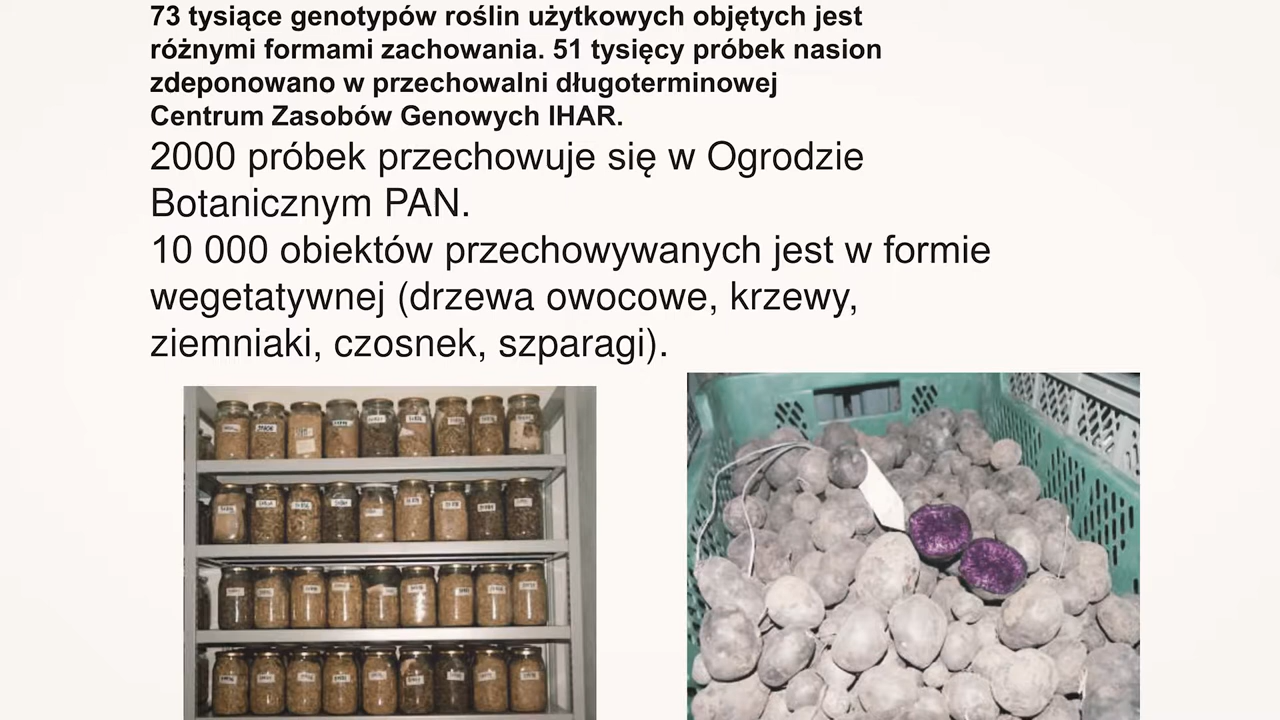 73 tysiące genotypów roślin użytkowych objętych jest
różnymi formami zachowania. 51 tysięcy próbek nasion
zdeponowano w przechowalni długoterminowej
Centrum Zasobów Genowych IHAR.
2000 próbek przechowuje się w Ogrodzie
Botanicznym PAN.
10 000 obiektów przechowywanych jest w formie
wegetatywnej (drzewa owocowe, krzewy,
ziemniaki, czosnek, szparagi).